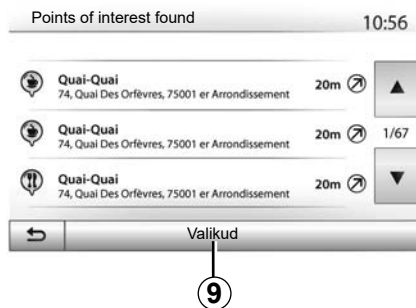 Points of interest found 10:56
Quai-Quai
74, Quai Des Orfèvres, 75001 er Arrondissement 20m
Quai-Quai
74, Quai Des Orfèvres, 75001 er Arrondissement 20m
1/67
Quai-Quai
74, Quai Des Orfèvres, 75001 er Arrondissement 20m
Valikud
9